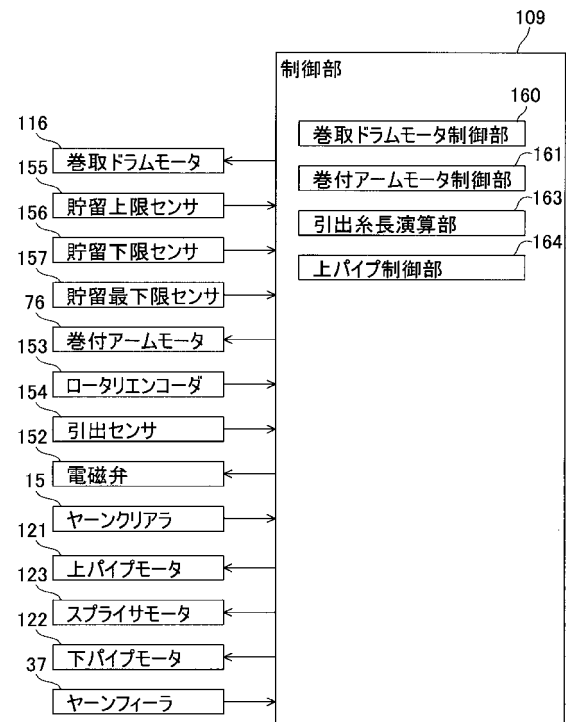 109
制御部
160
巻取ドラムモータ制御部
161
巻付アームモータ制御部
163
引出糸長演算部
164
上パイプ制御部
116
巻取ドラムモータ
155
貯留上限センサ
156
貯留下限センサ
157
貯留最下限センサ
76
巻付アームモータ
153
ロータリエンコーダ
154
引出センサ
152
電磁弁
15
ヤーンクリアラ
121
上パイプモータ
123
スプライサモータ
122
下パイプモータ
37
ヤーンフィーラ